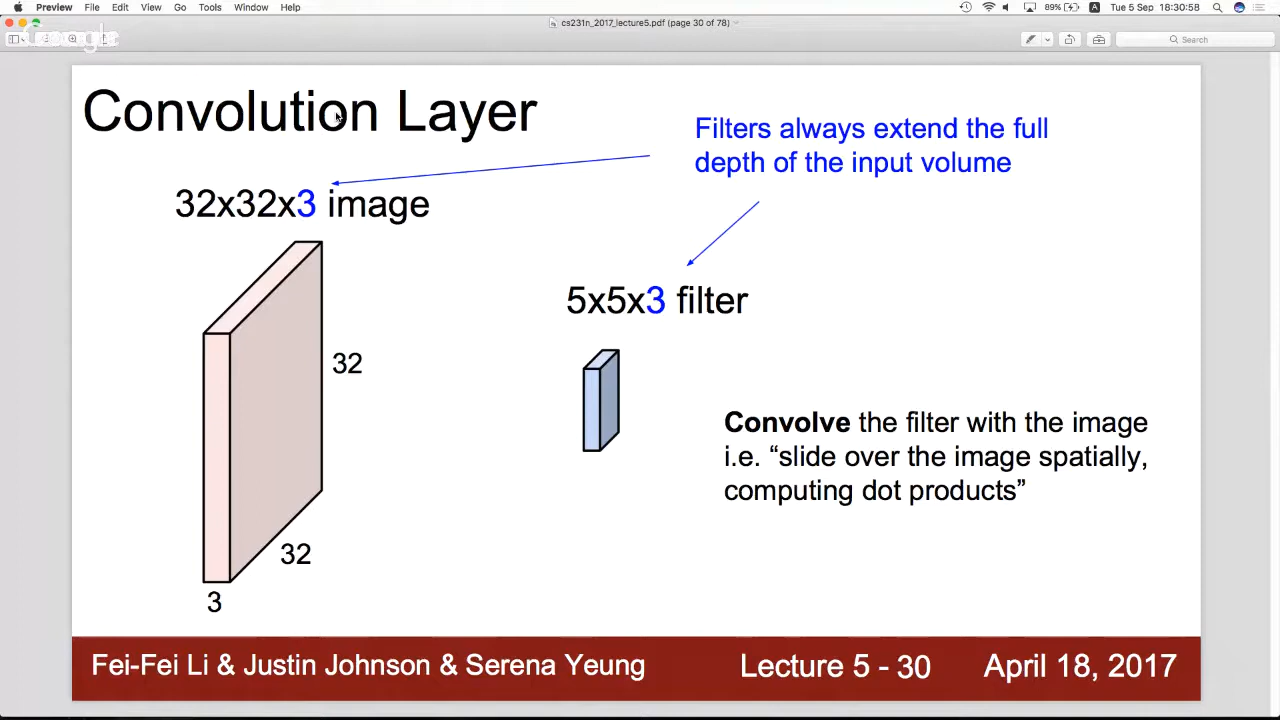 Preview File Edit View Go Tools Window Help 89% A Tue 5 Sep 18:30:58
cs231n_2017_lecture5.pdf (page 30 of 78)
Search
Convolution Layer
Filters always extend the full
depth of the input volume
32x32x3 image
5x5x3 filter
32
Convolve the filter with the image
i.e. “slide over the image spatially,
computing dot products”
32
3
Fei-Fei Li & Justin Johnson & Serena Yeung Lecture 5 - 30 April 18, 2017